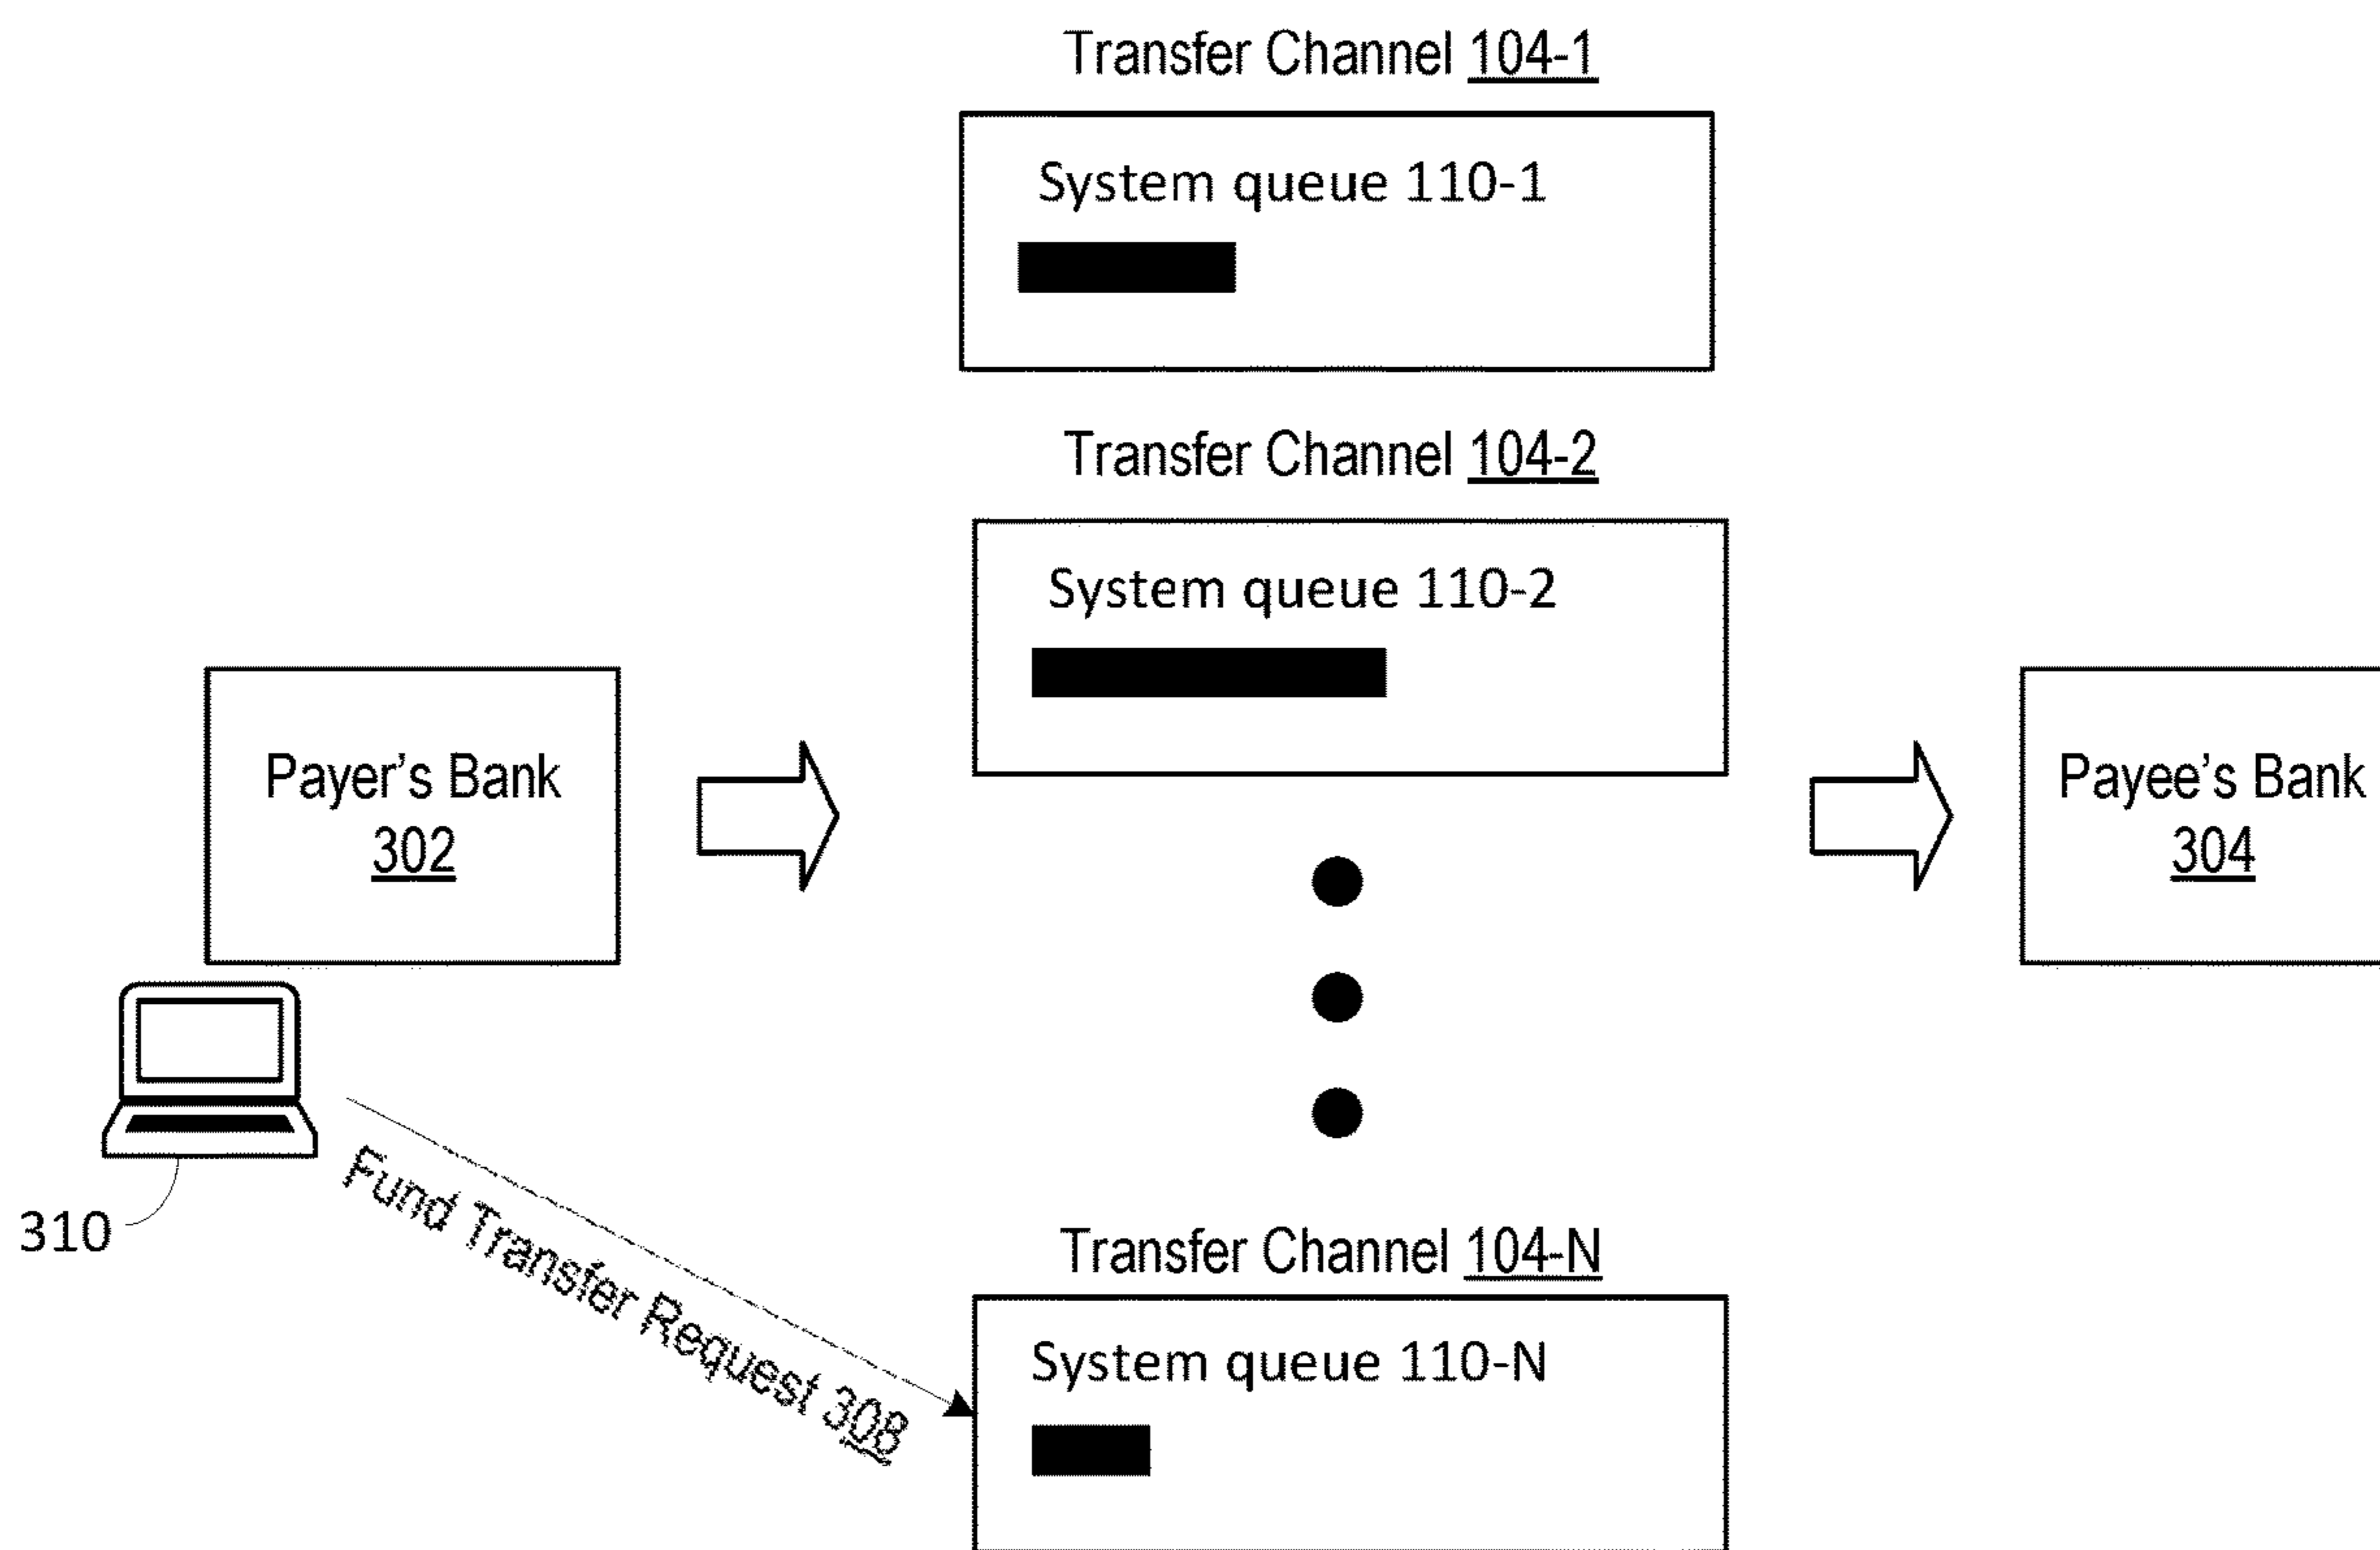 Transfer Channel 104-1
System queue 110-1
Transfer Channel 104-2
System queue 110-2
Payer’s Bank
302
Payee’s Bank
304
310
Fund Transfer Request 308
Transfer Channel 104-N
System queue 110-N